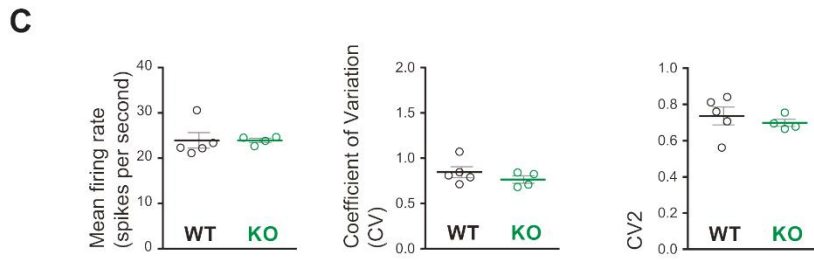 C
Mean firing rate
(spikes per second)
40
30
20
10
0
WT
KO
Coefficient of Variation
(CV)
2.0
1.5
1.0
0.5
0.0
WT
KO
CV2
1.0
0.8
0.6
0.4
0.2
0.0
WT
KO